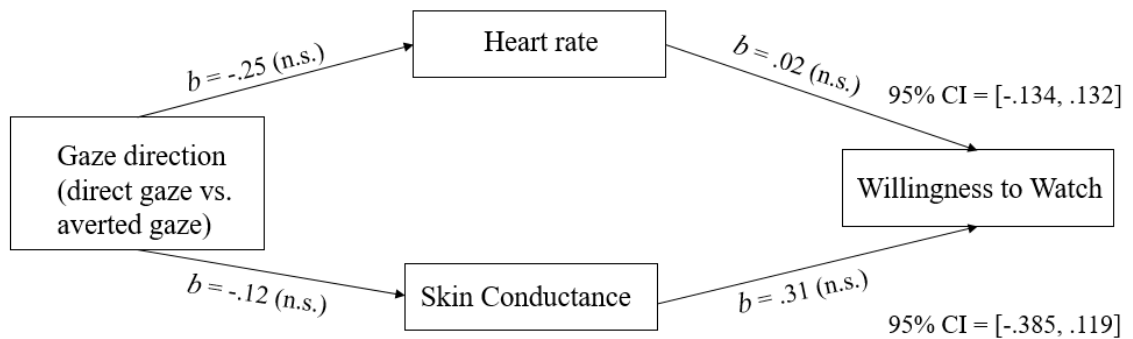 Heart rate
b = -.25 (n.s.)
b = .02 (n.s.)
95% CI = [-.134, .132]
Gaze direction
(direct gaze vs.
averted gaze)
Willingness to Watch
b = -.12 (n.s.)
Skin Conductance
b = .31 (n.s.)
95% CI = [-.385, .119]